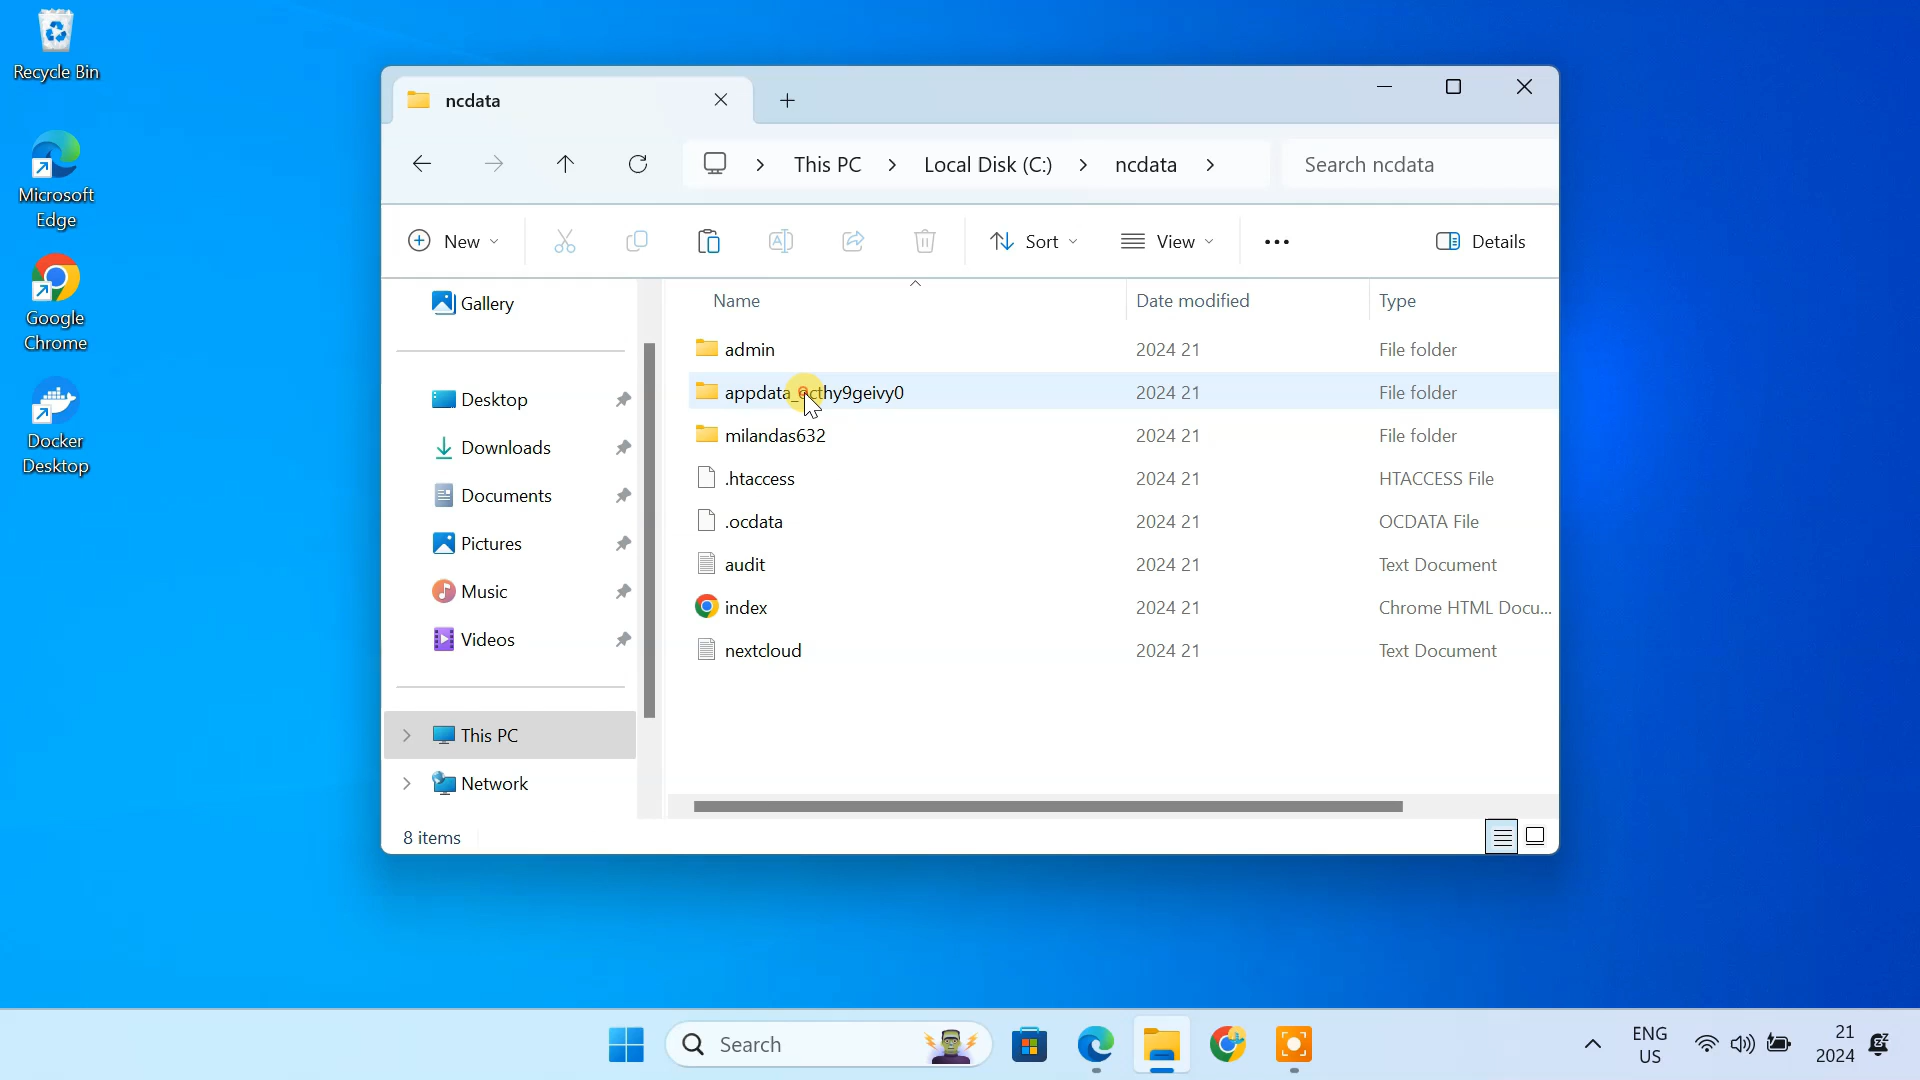 Recycle Bin
Microsoft
Edge
Google
Chrome
Docker
Desktop
ncdata
This PC
Local Disk (C:)
ncdata
Search ncdata
New
Sort
View
Details
Gallery
Desktop
Downloads
Documents
Pictures
Music
Videos
This PC
Network
Name Date modified Type
admin 2024 21 File folder
2024 21 File folder
milandas632 2024 21 File folder
.htaccess 2024 21 HTACCESS File
.ocdata 2024 21 OCDATA File
audit 2024 21 Text Document
index 2024 21 Chrome HTML Docu...
nextcloud 2024 21 Text Document
8 items
Search
ENG
US
21
2024